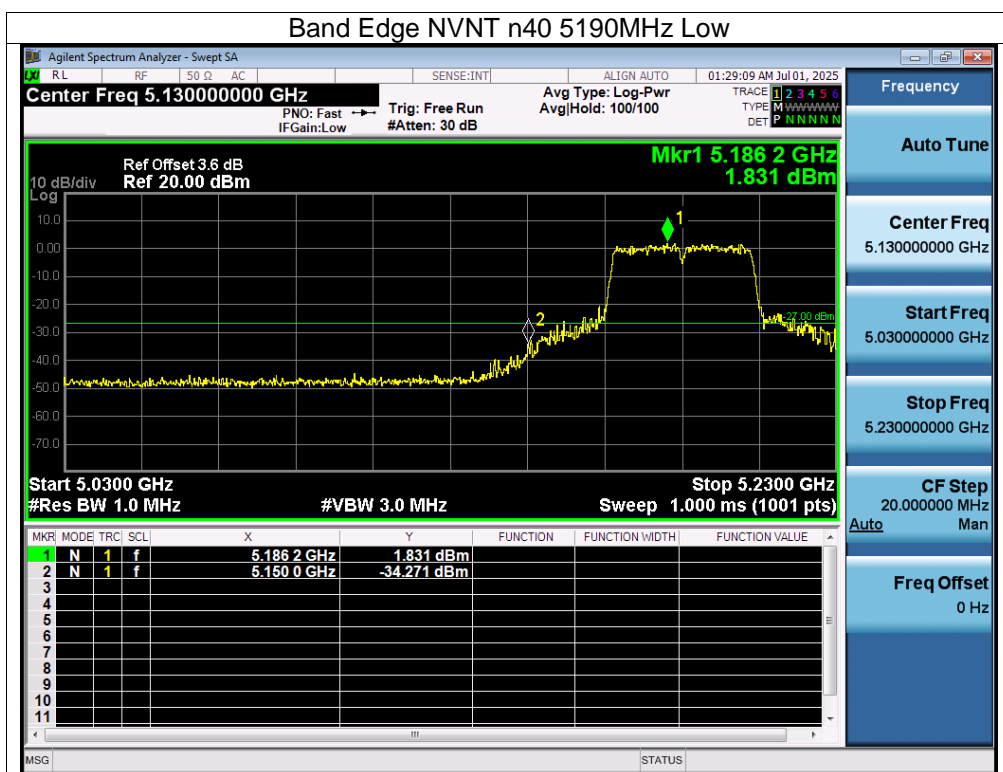 Band Edge NVNT n40 5190MHz Low
Agilent Spectrum Analyzer - Swept SA
LXI RL RF 50 Ω AC SENSE:INT ALIGN AUTO 01:29:09 AM Jul 01, 2025
Center Freq 5.130000000 GHz
PNO: Fast
IFGain:Low
Trig: Free Run
#Atten: 30 dB
Avg Type: Log-Pwr
Avg|Hold: 100/100
TRACE 1 2 3 4 5 6
TYPE M WWWWW
DET P N N N N N
Mkr1 5.186 2 GHz
1.831 dBm
Ref Offset 3.6 dB
10 dB/div Ref 20.00 dBm
Log
10.0
0.00
-10.0
-20.0
-30.0
-40.0
-50.0
-60.0
-70.0
1
2
-27.00 dBm
Start 5.0300 GHz Stop 5.2300 GHz
#Res BW 1.0 MHz #VBW 3.0 MHz Sweep 1.000 ms (1001 pts)
MKR MODE TRC SCL X Y FUNCTION FUNCTION WIDTH FUNCTION VALUE
1 N 1 f 5.186 2 GHz 1.831 dBm
2 N 1 f 5.150 0 GHz -34.271 dBm
3
4
5
6
7
8
9
10
11
MSG STATUS
Frequency
Auto Tune
Center Freq
5.130000000 GHz
Start Freq
5.030000000 GHz
Stop Freq
5.230000000 GHz
CF Step
20.000000 MHz
Auto Man
Freq Offset
0 Hz